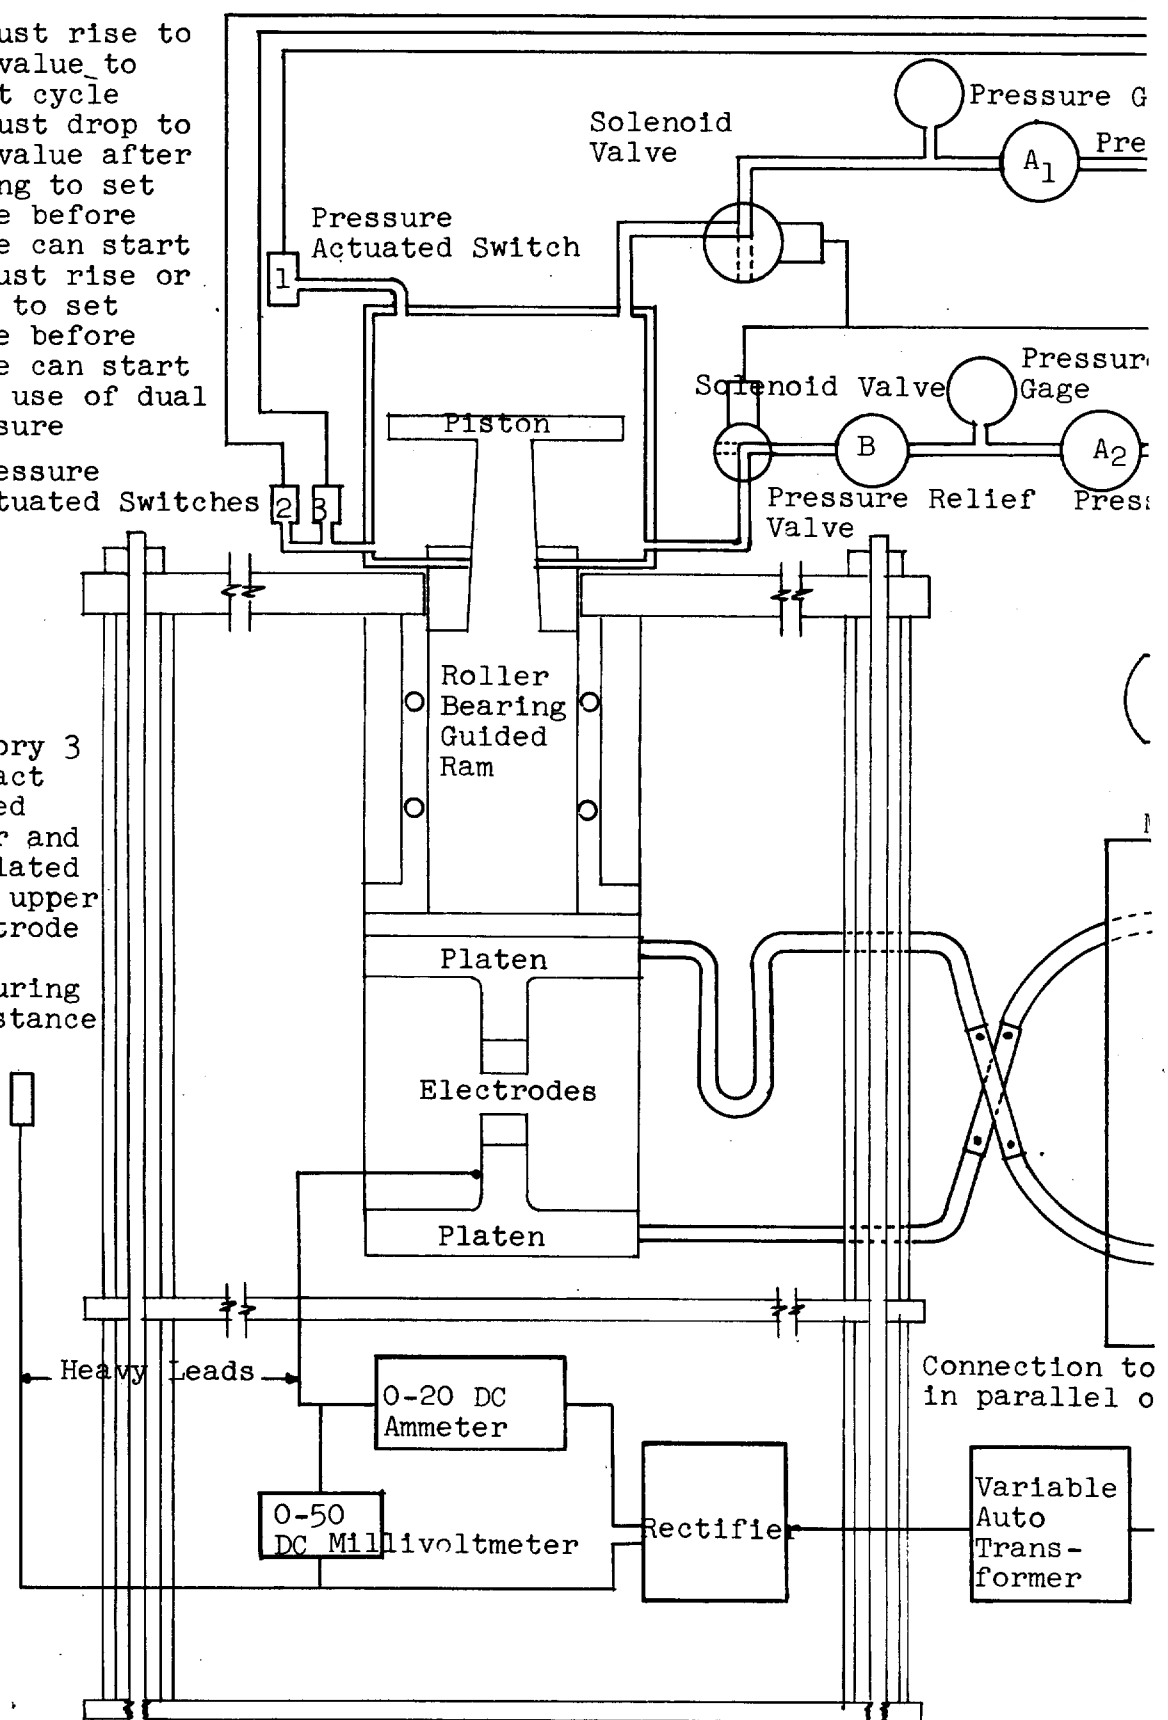 ust rise to
value to
t cycle
ust drop to
value after
ng to set
e before
e can start
ust rise or
to set
e before
e can start
use of dual
sure
essure
tuated Switches
2
3
1
Pressure
Actuated Switch
Solenoid
Valve
Pressure G
A1
Pre
Solenoid Valve
Pressur
Gage
B
A2
Pressure Relief
Valve
Pres
Piston
Roller
Bearing
Guided
Ram
ory 3
act
ed
r and
lated
upper
trode
uring
stance
Platen
Electrodes
Platen
Heavy Leads
0-20 DC
Ammeter
0-50
DC Millivoltmeter
Rectifier
Connection to
in parallel o
Variable
Auto
Trans-
former